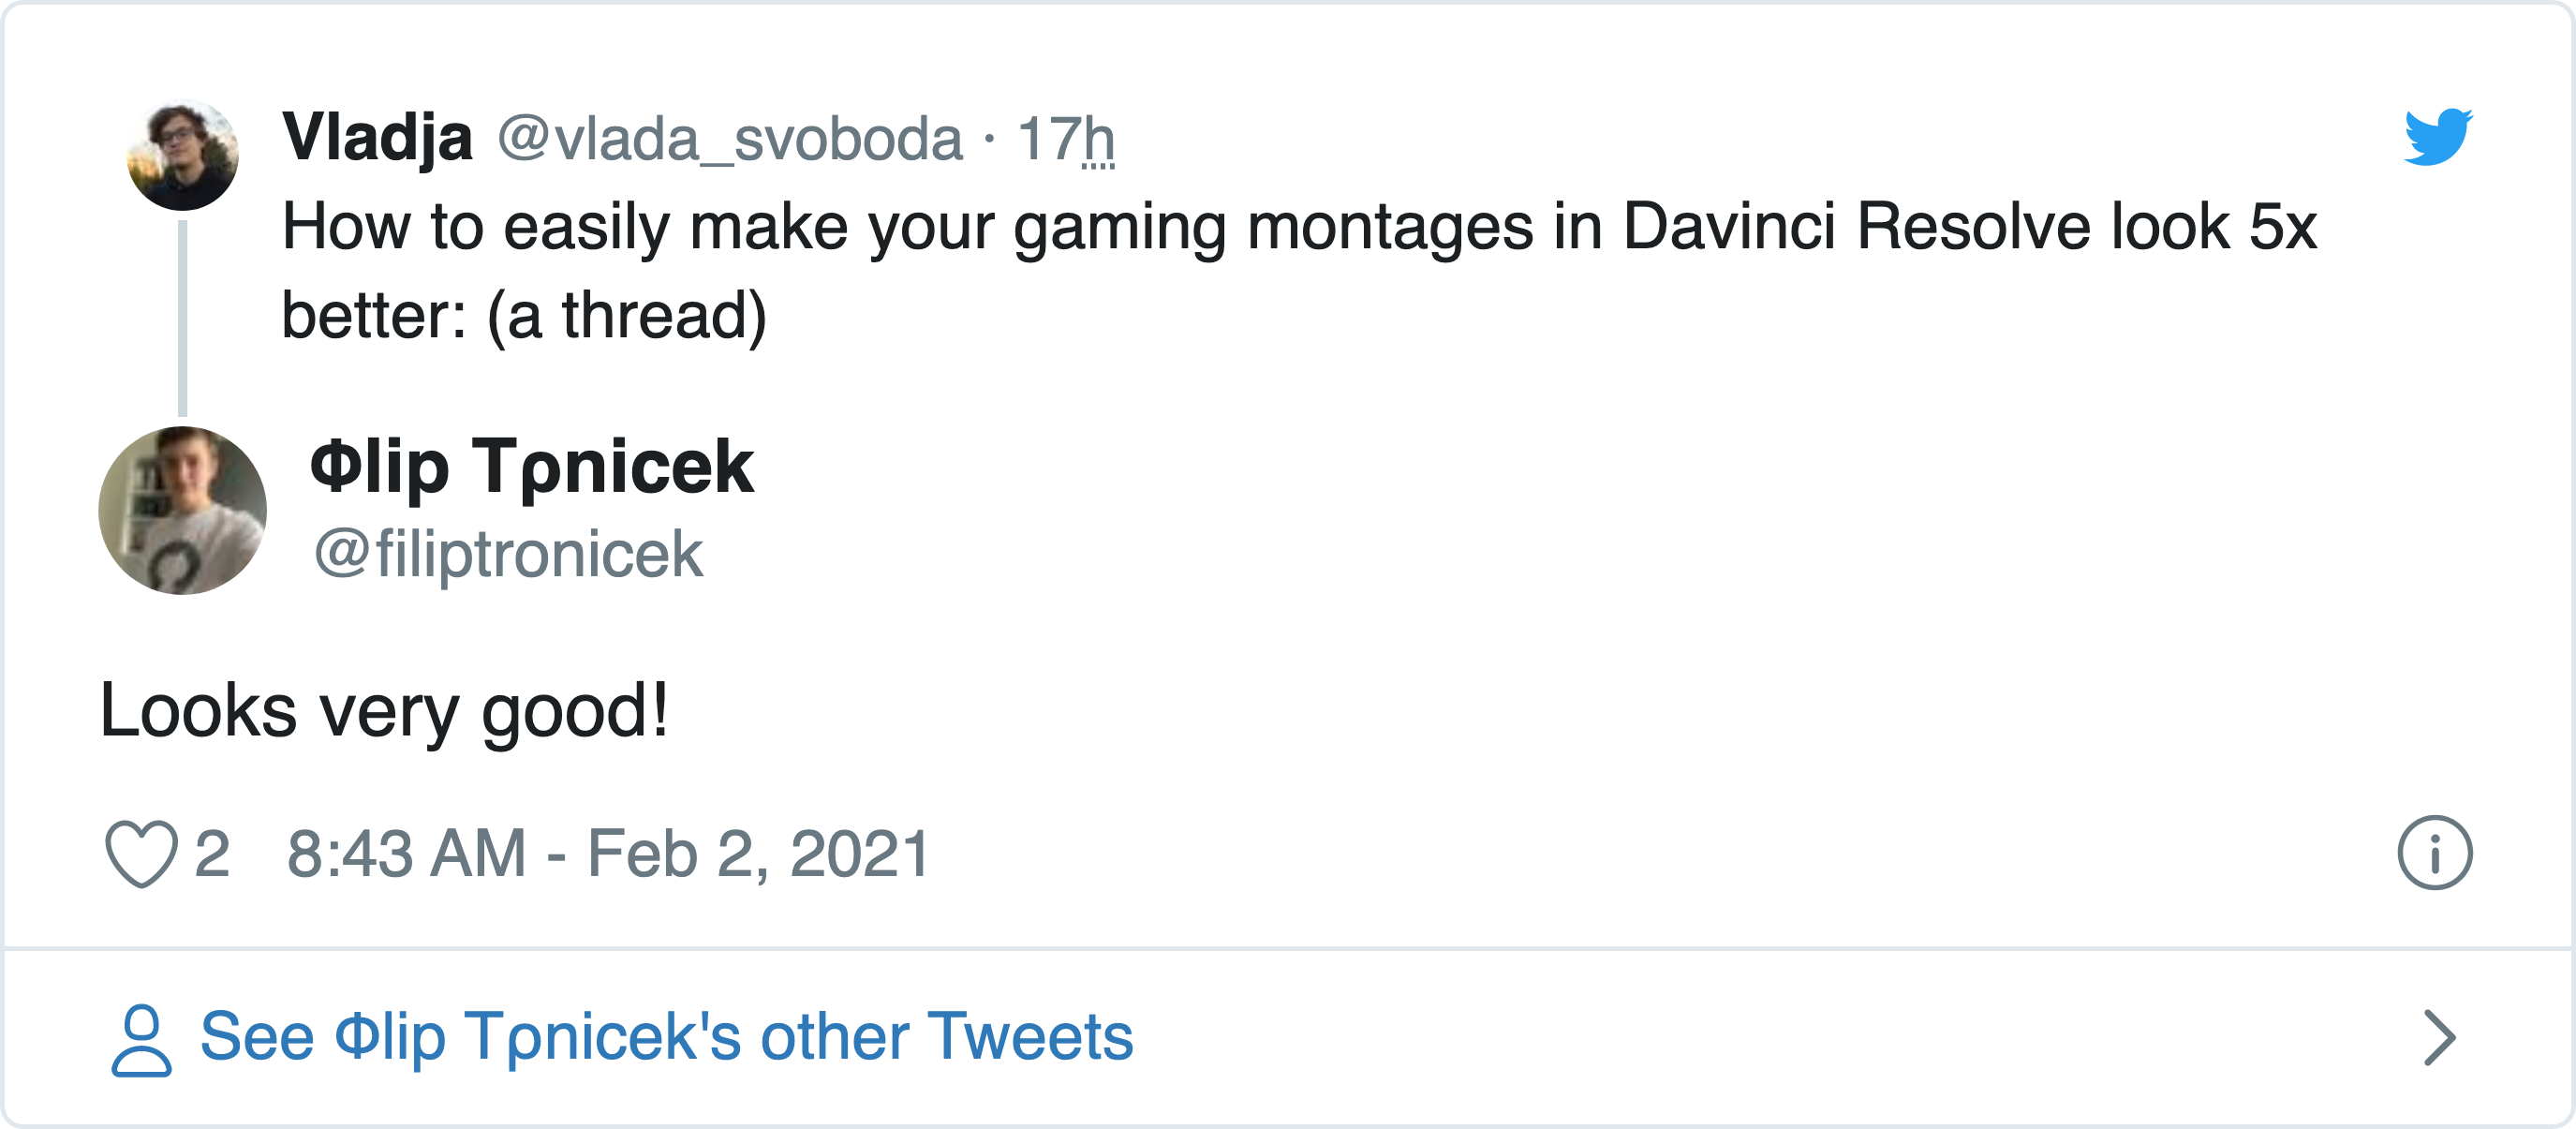 Vladja @vlada_svoboda · 17h
How to easily make your gaming montages in Davinci Resolve look 5x
better: (a thread)
Φlip Tρnicek
@filiptronicek
Looks very good!
2 8:43 AM - Feb 2, 2021
See Φlip Tρnicek's other Tweets